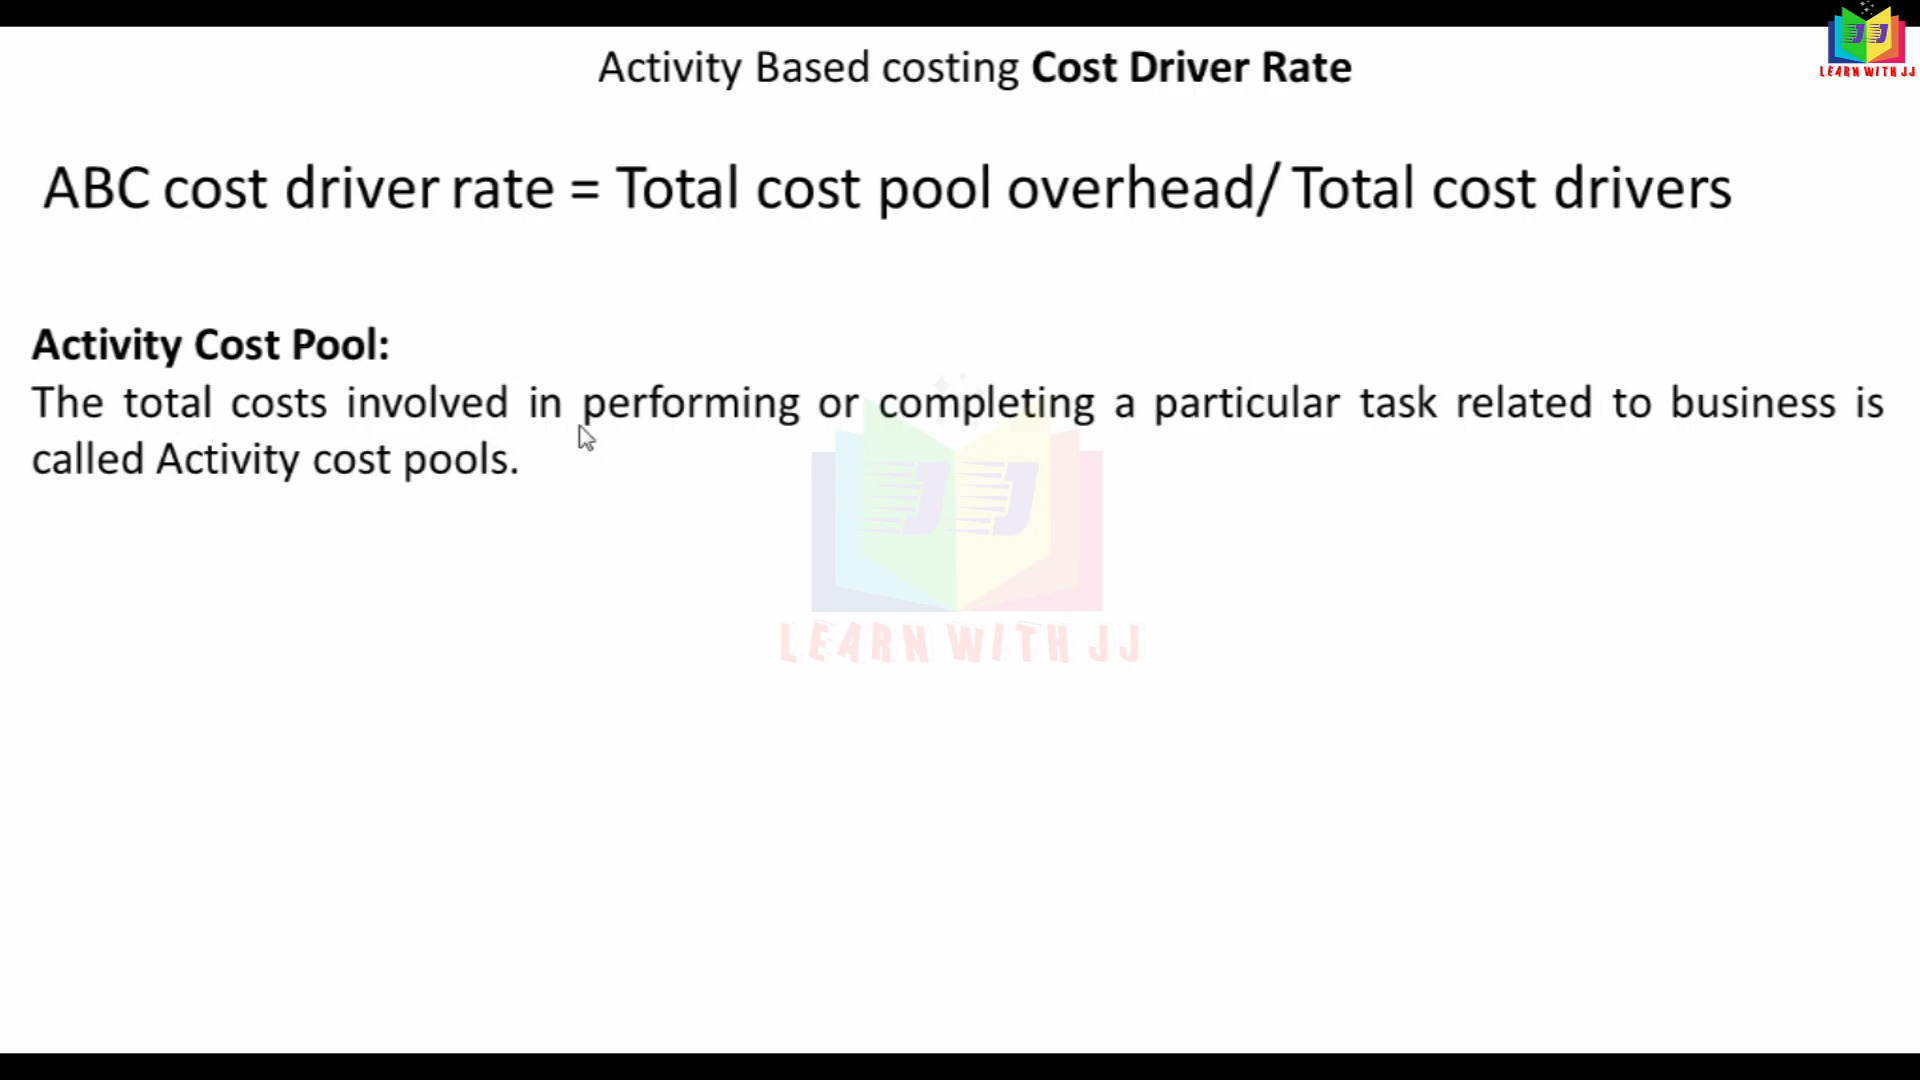 LEARN WITH JJ
Activity Based costing Cost Driver Rate
ABC cost driver rate = Total cost pool overhead/ Total cost drivers
Activity Cost Pool:
The total costs involved in performing or completing a particular task related to business is
called Activity cost pools.
JJ
LEARN WITH JJ